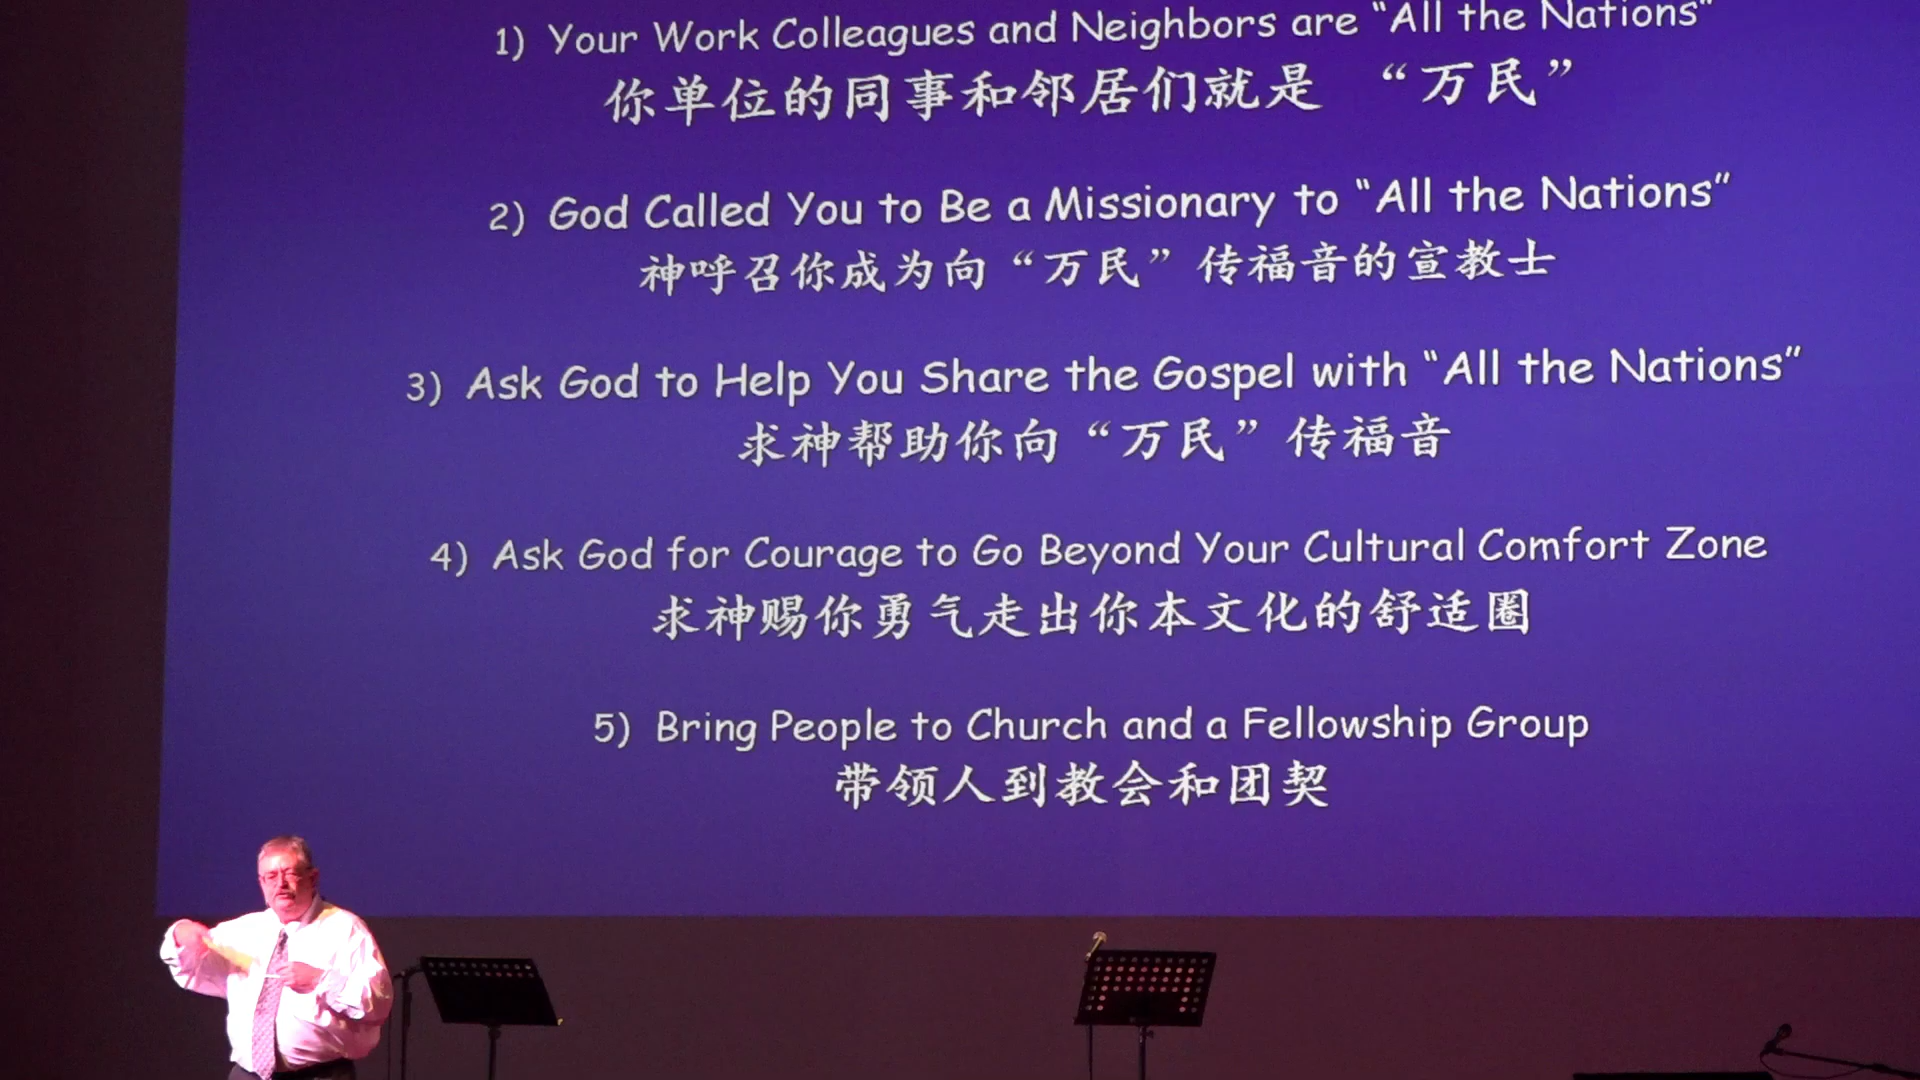 1) Your Work Colleagues and Neighbors are “All the Nations”
你单位的同事和邻居们就是 “万民”
2) God Called You to Be a Missionary to “All the Nations”
神呼召你成为向“万民”传福音的宣教士
3) Ask God to Help You Share the Gospel with “All the Nations”
求神帮助你向“万民”传福音
4) Ask God for Courage to Go Beyond Your Cultural Comfort Zone
求神赐你勇气走出你本文化的舒适圈
5) Bring People to Church and a Fellowship Group
带领人到教会和团契